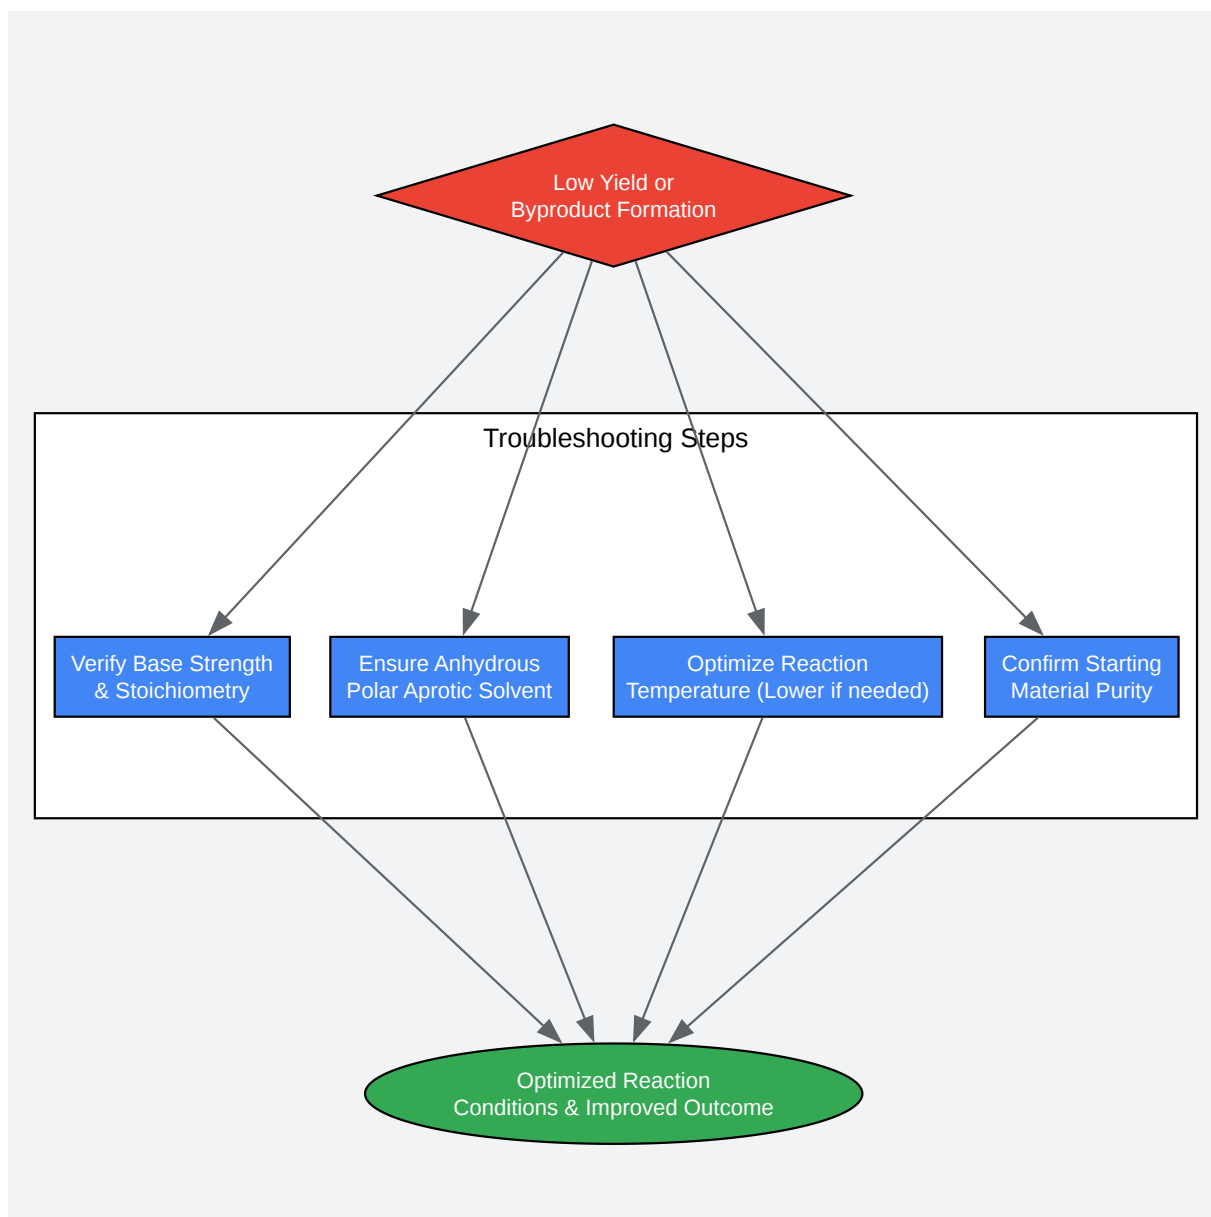 Low Yield or
Byproduct Formation
Troubleshooting Steps
Verify Base Strength
& Stoichiometry
Ensure Anhydrous
Polar Aprotic Solvent
Optimize Reaction
Temperature (Lower if needed)
Confirm Starting
Material Purity
Optimized Reaction
Conditions & Improved Outcome